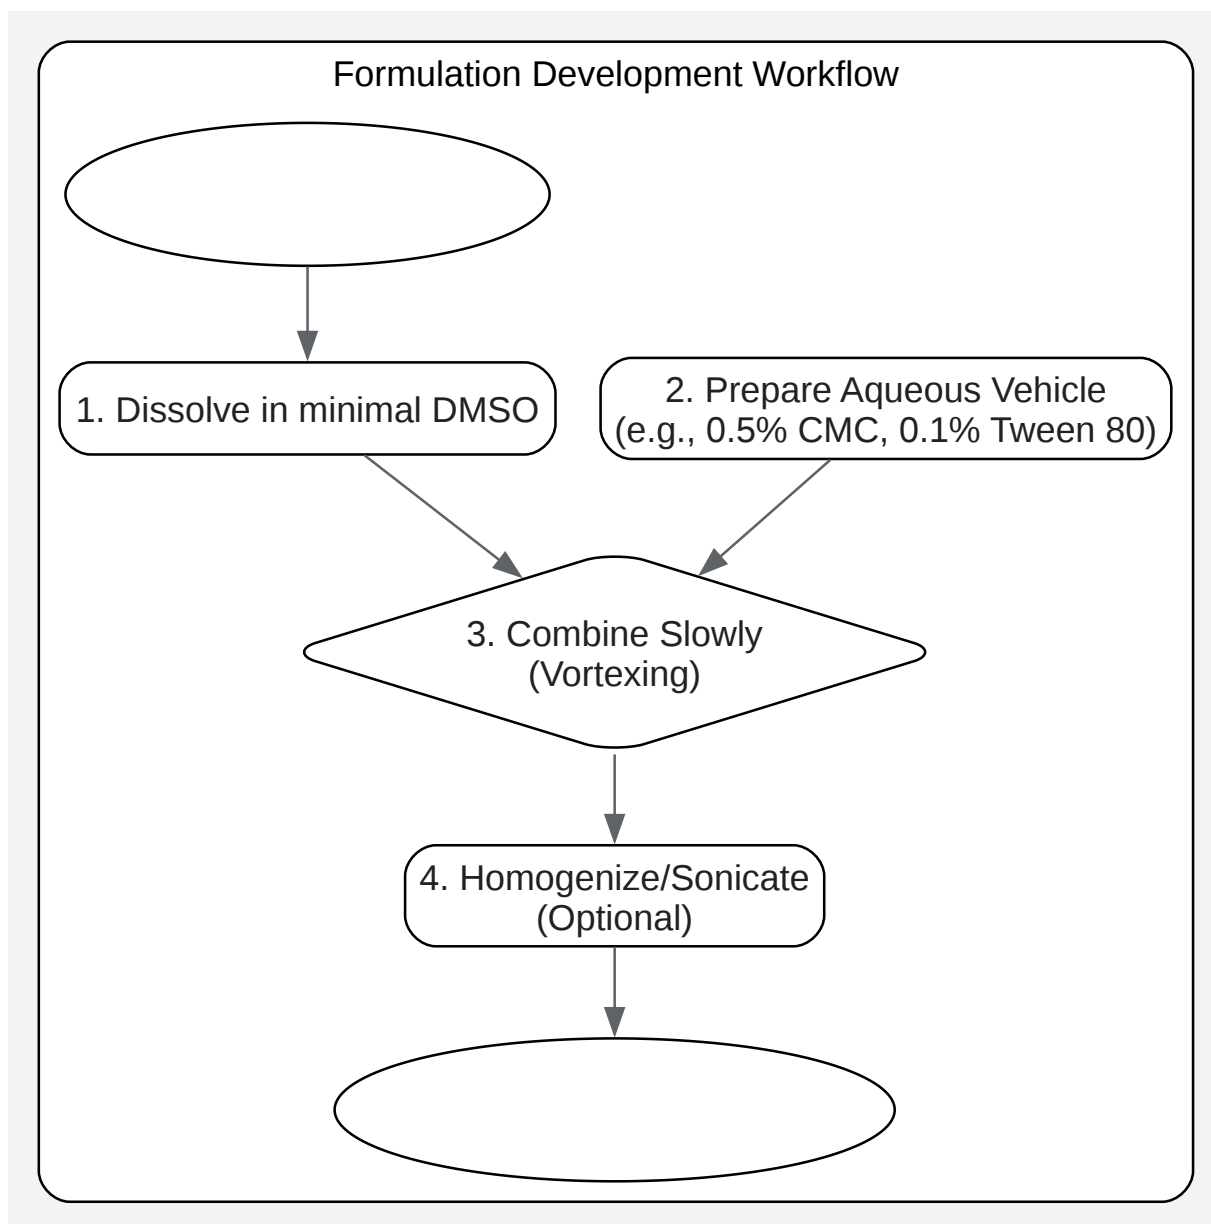 Formulation Development Workflow
1. Dissolve in minimal DMSO
2. Prepare Aqueous Vehicle
(e.g., 0.5% CMC, 0.1% Tween 80)
3. Combine Slowly
(Vortexing)
4. Homogenize/Sonicate
(Optional)